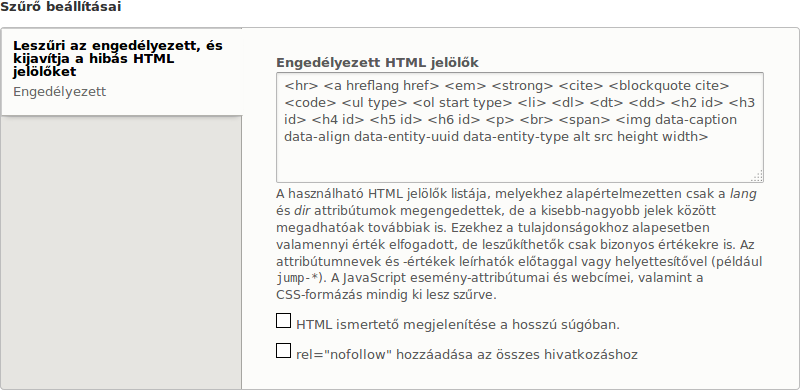 Szűrő beállításai
Leszűri az engedélyezett, és
kijavítja a hibás HTML
jelölőket
Engedélyezett
Engedélyezett HTML jelölők
<hr> <a hreflang href> <em> <strong> <cite> <blockquote cite>
<code> <ul type> <ol start type> <li> <dl> <dt> <dd> <h2 id> <h3
id> <h4 id> <h5 id> <h6 id> <p> <br> <span> <img data-caption
data-align data-entity-uuid data-entity-type alt src height width>
A használható HTML jelölők listája, melyekhez alapértelmezetten csak a lang
és dir attribútumok megengedettek, de a kisebb-nagyobb jelek között
megadhatóak továbbiak is. Ezekhez a tulajdonságokhoz alapesetben
valamennyi érték elfogadott, de leszűkíthetők csak bizonyos értékekre is. Az
attribútumnevek és -értékek leírhatók előtaggal vagy helyettesítővel (például
jump-*). A JavaScript esemény-attribútumai és webcímei, valamint a
CSS-formázás mindig ki lesz szűrve.
HTML ismertető megjelenítése a hosszú súgóban.
rel="nofollow" hozzáadása az összes hivatkozáshoz